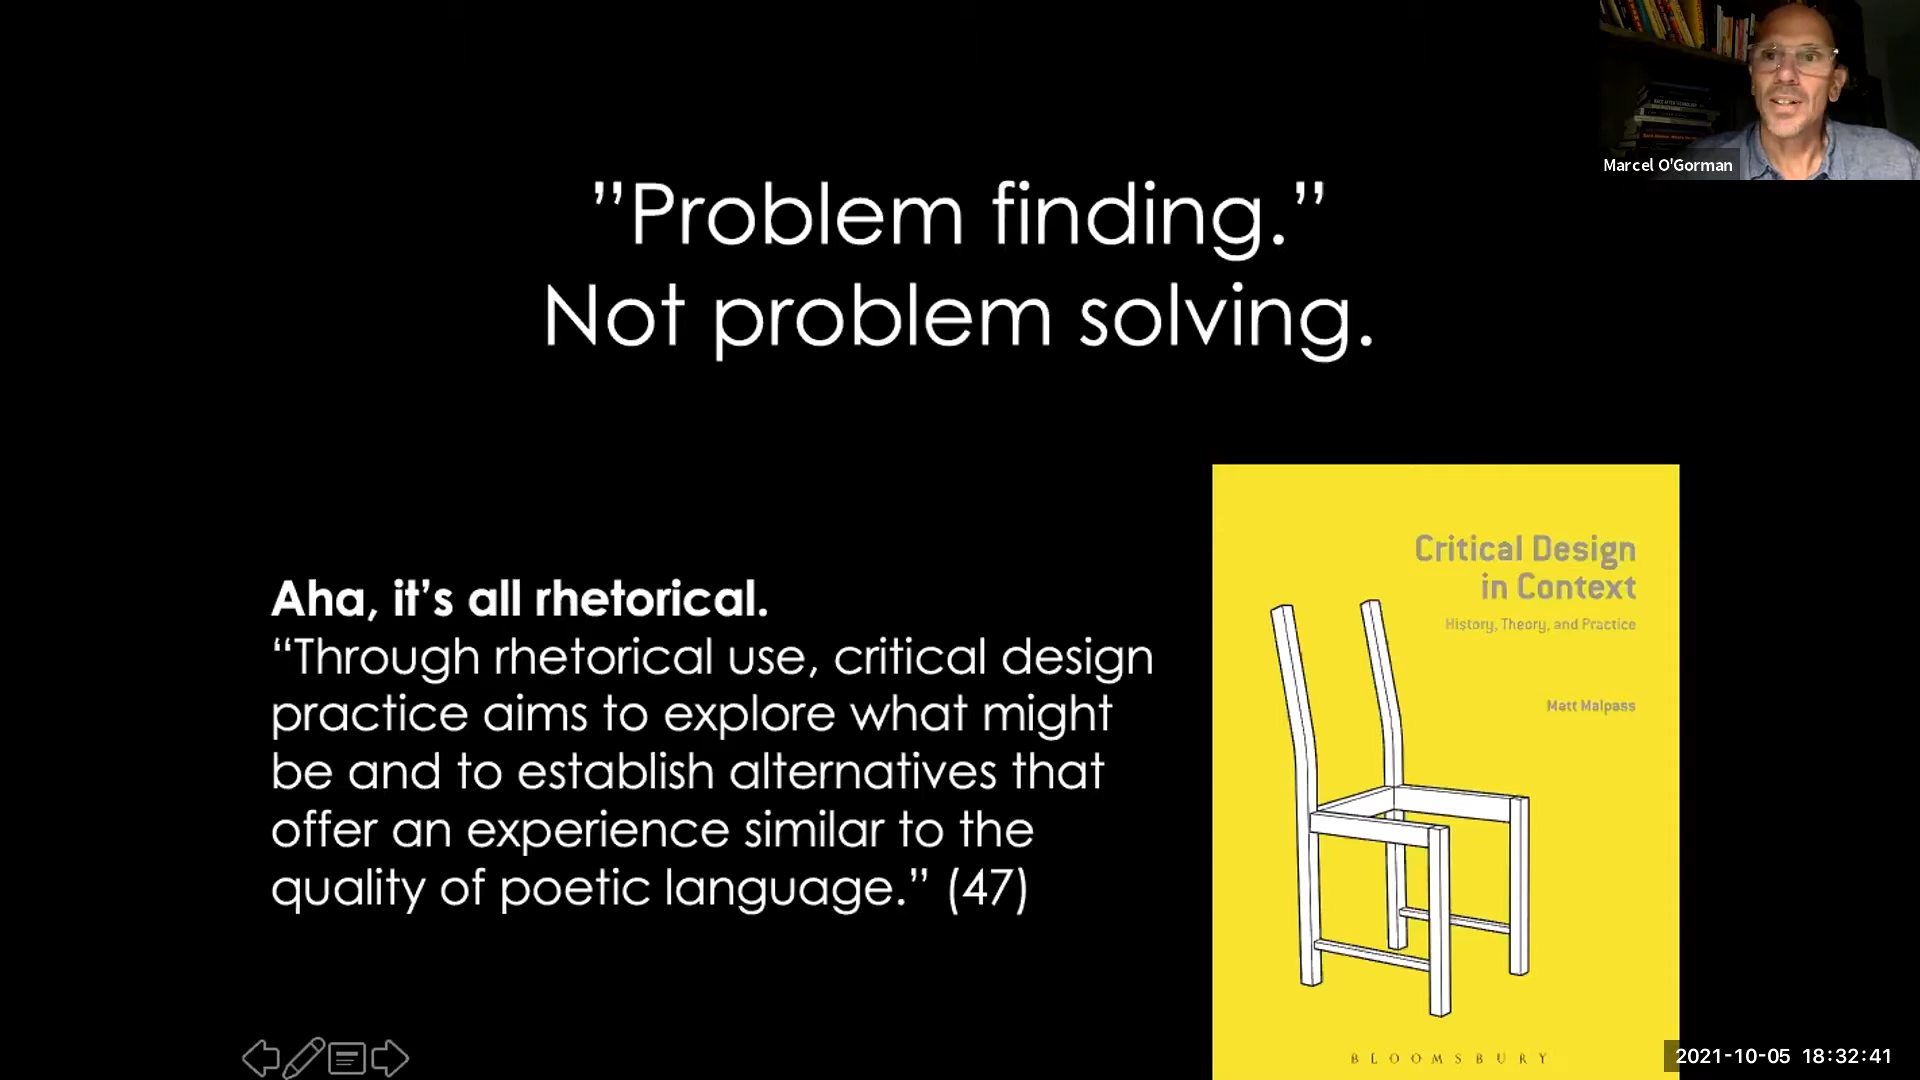 ”Problem finding.”
Not problem solving.
Marcel O'Gorman
Aha, it’s all rhetorical.
“Through rhetorical use, critical design
practice aims to explore what might
be and to establish alternatives that
offer an experience similar to the
quality of poetic language.” (47)
Critical Design
in Context
History, Theory, and Practice
Matt Malpass
BLOOMSBURY
2021-10-05 18:32:41